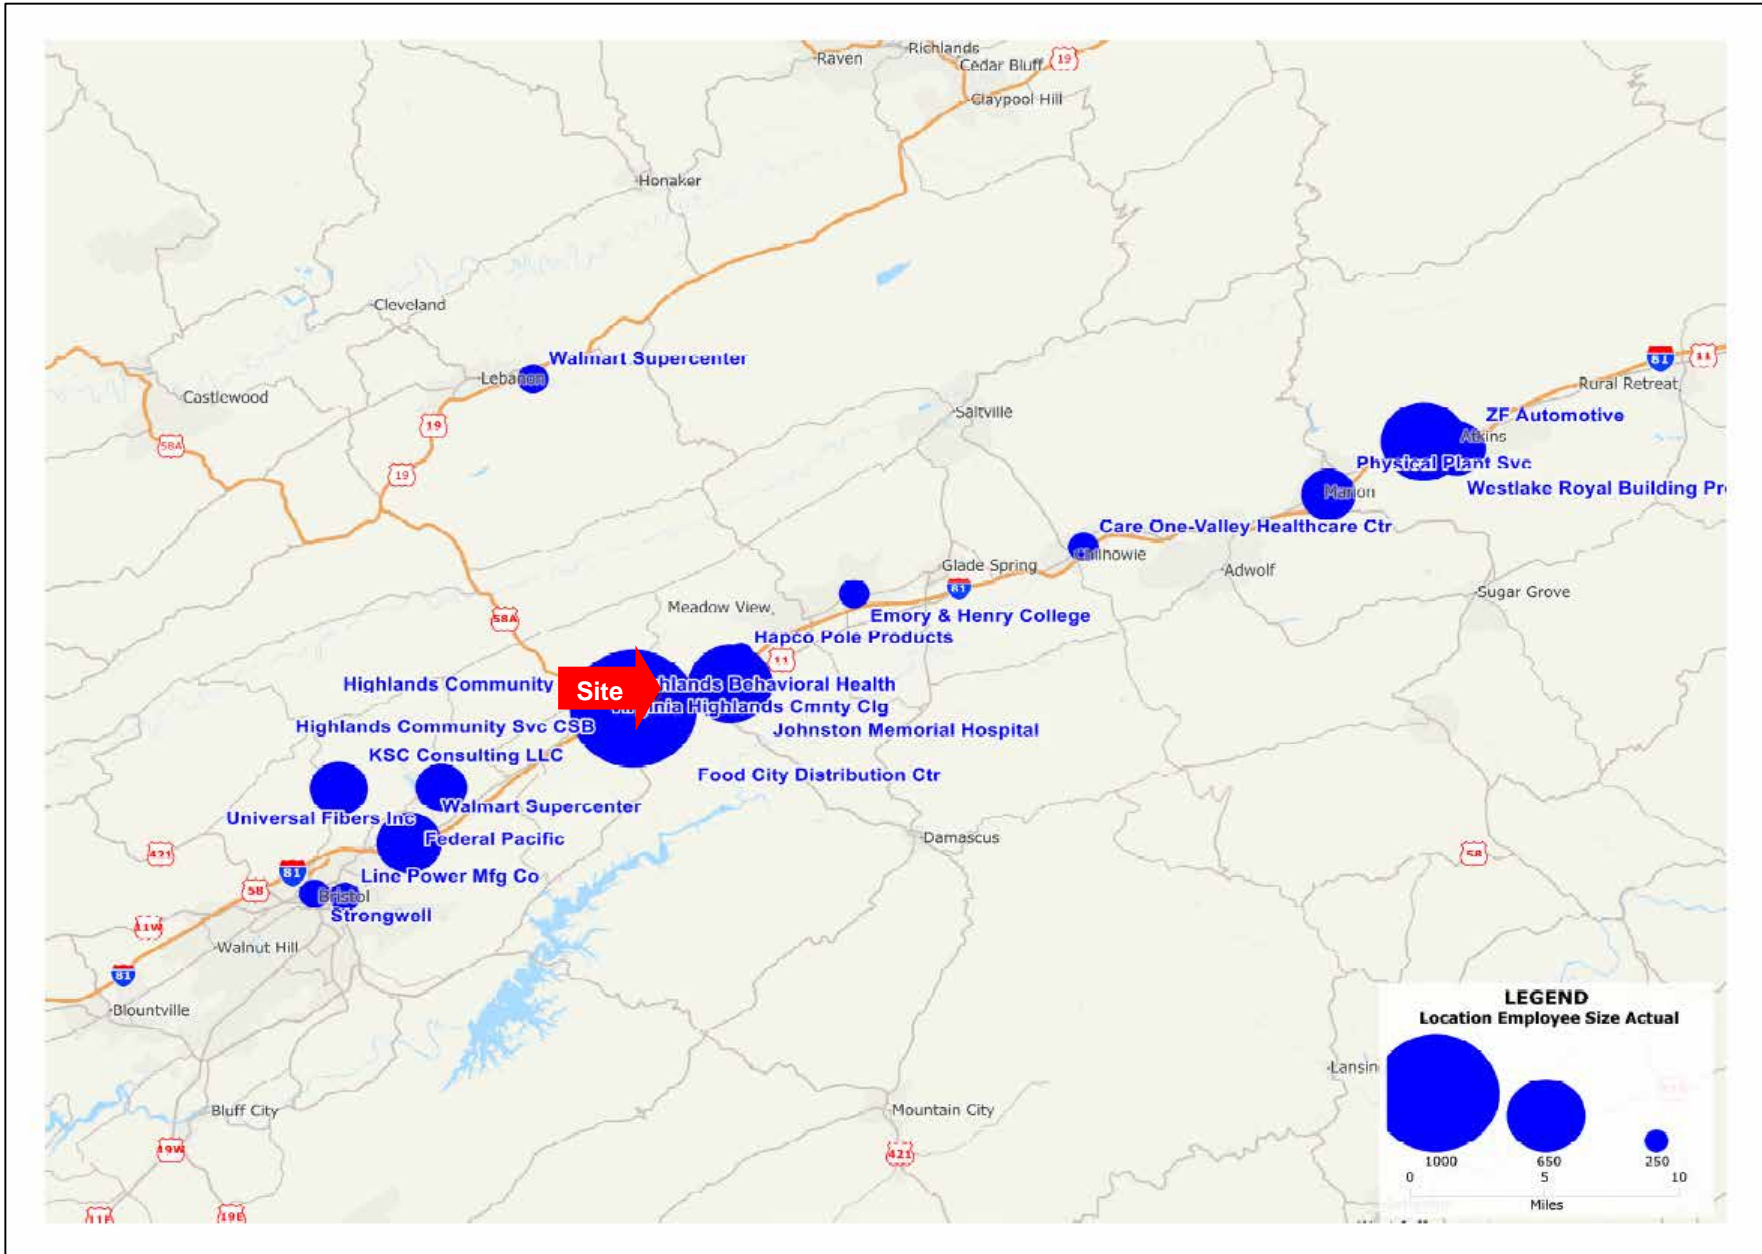 Richlands
Raven
Cedar Bluff
19
Claypool Hill
Honaker
Cleveland
Walmart Supercenter
Lebanon
81
11
Rural Retreat
Castlewood
Saltville
ZF Automotive
19
58A
Atkins
19
Physical Plant Svc
Marion
Westlake Royal Building Pr
Care One-Valley Healthcare Ctr
Chilhowie
Glade Spring
Adwolf
81
Sugar Grove
Meadow View
58A
Emory & Henry College
Hapco Pole Products
11
Highlands Community
Site
hlands Behavioral Health
Virginia Highlands Cmnty Clg
Highlands Community Svc CSB
Johnston Memorial Hospital
KSC Consulting LLC
Food City Distribution Ctr
Walmart Supercenter
Universal Fibers Inc
Federal Pacific
Damascus
421
58
81
Line Power Mfg Co
58
Bristol
Strongwell
11W
Walnut Hill
81
Blountville
LEGEND
Location Employee Size Actual
Lansin
Bluff City
Mountain City
19W
421
1000 650 250
0 5 10
Miles
11E
19E